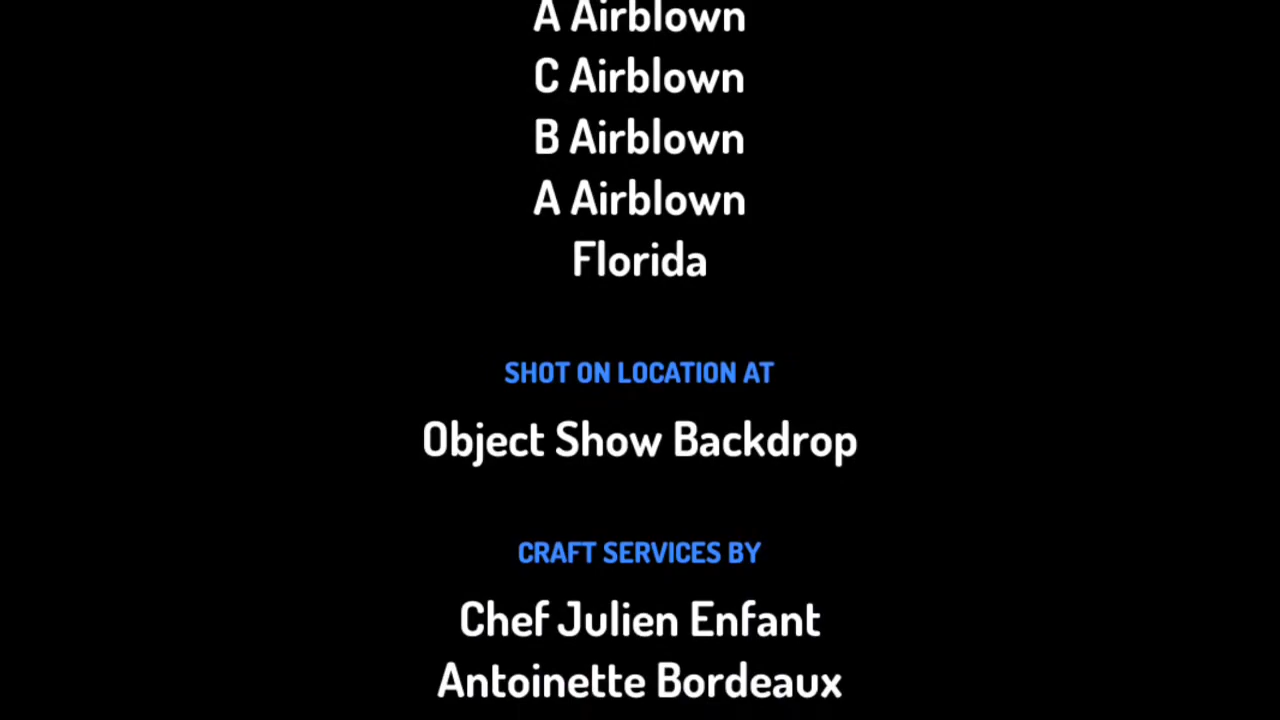 A Airblown
C Airblown
B Airblown
A Airblown
Florida
SHOT ON LOCATION AT
Object Show Backdrop
CRAFT SERVICES BY
Chef Julien Enfant
Antoinette Bordeaux